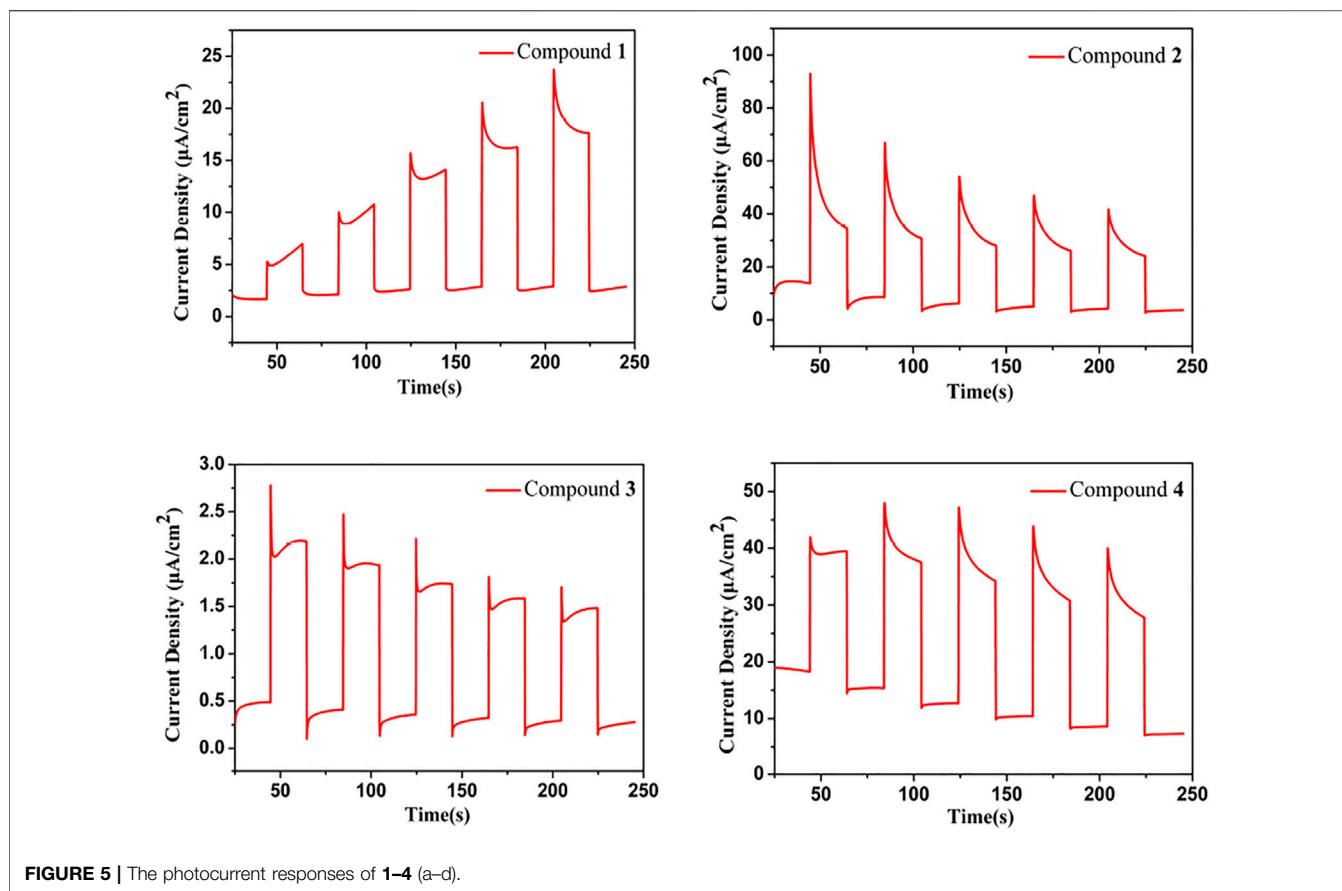 Compound 1
Current Density (µA/cm²)
25
20
15
10
5
0
50 100 150 200 250
Time(s)
Compound 2
Current Density (µA/cm²)
100
80
60
40
20
0
50 100 150 200 250
Time(s)
Compound 3
Current Density (µA/cm²)
3.0
2.5
2.0
1.5
1.0
0.5
0.0
50 100 150 200 250
Time(s)
Compound 4
Current Density (µA/cm²)
50
40
30
20
10
0
50 100 150 200 250
Time(s)
FIGURE 5 | The photocurrent responses of 1–4 (a–d).